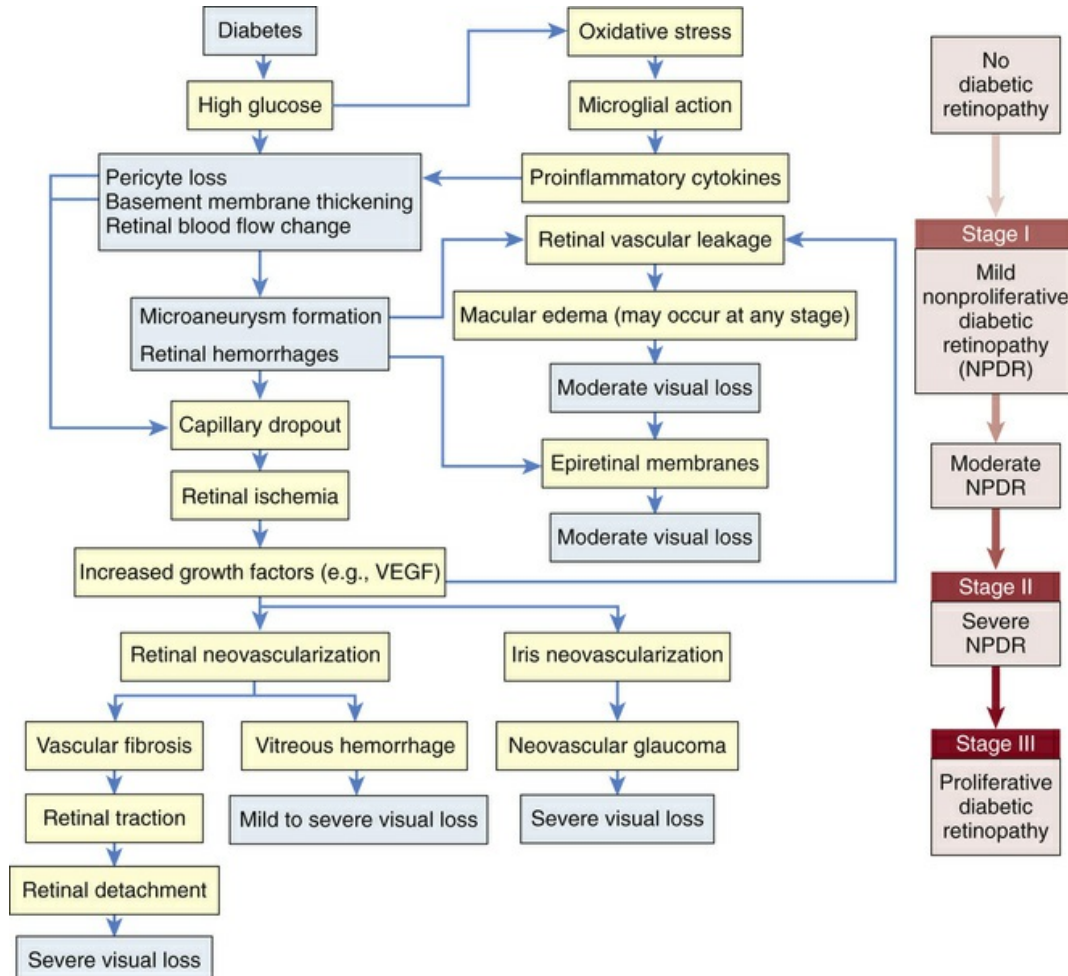 Diabetes
High glucose
Pericyte loss
Basement membrane thickening
Retinal blood flow change
Microaneurysm formation
Retinal hemorrhages
Capillary dropout
Retinal ischemia
Increased growth factors (e.g., VEGF)
Retinal neovascularization
Vascular fibrosis
Retinal traction
Retinal detachment
Severe visual loss
Vitreous hemorrhage
Mild to severe visual loss
Iris neovascularization
Neovascular glaucoma
Severe visual loss
Oxidative stress
Microglial action
Proinflammatory cytokines
Retinal vascular leakage
Macular edema (may occur at any stage)
Moderate visual loss
Epiretinal membranes
Moderate visual loss
No
diabetic
retinopathy
Stage I
Mild
nonproliferative
diabetic
retinopathy
(NPDR)
Moderate
NPDR
Stage II
Severe
NPDR
Stage III
Proliferative
diabetic
retinopathy